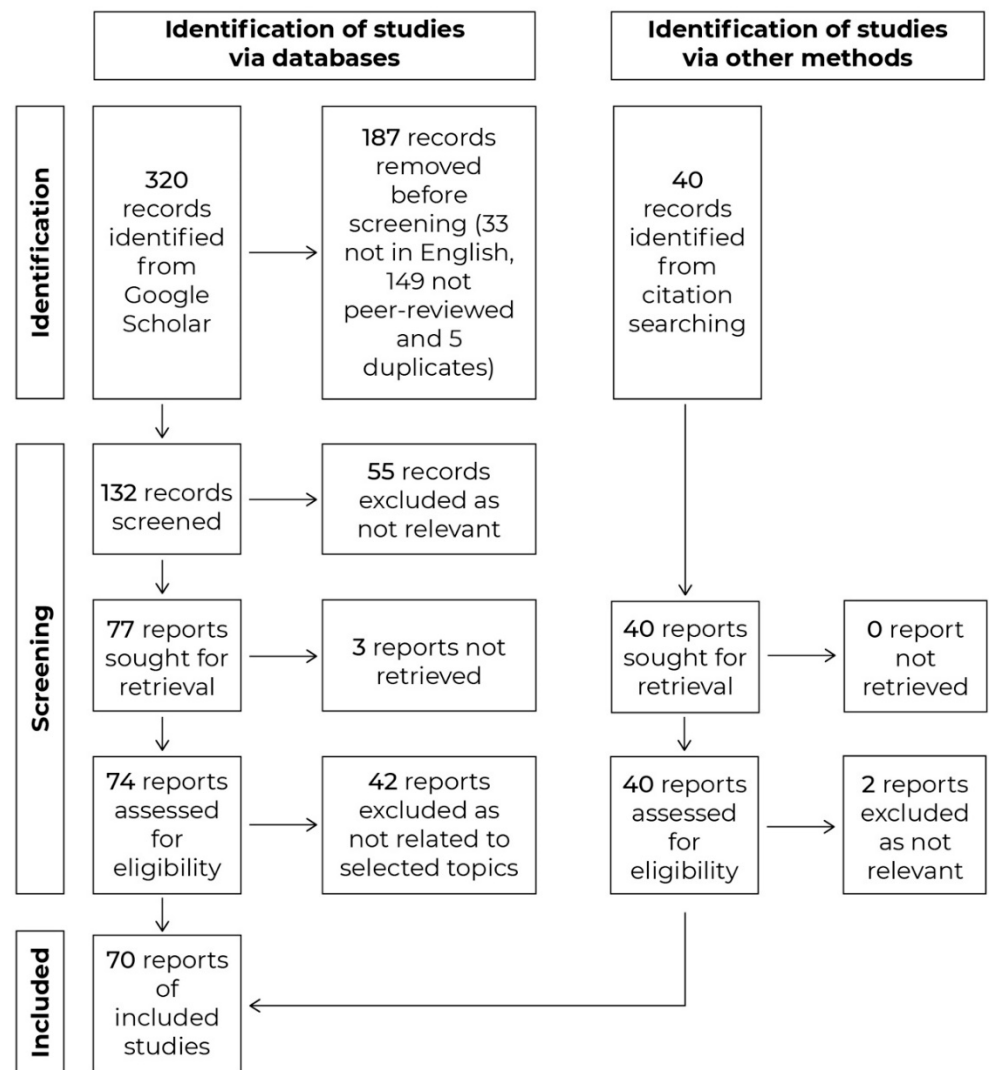 Identification of studies
via databases
Identification of studies
via other methods
Identification
320
records
identified
from
Google
Scholar
187 records
removed
before
screening (33
not in English,
149 not
peer-reviewed
and 5
duplicates)
40
records
identified
from
citation
searching
Screening
132 records
screened
55 records
excluded as
not relevant
77 reports
sought for
retrieval
3 reports not
retrieved
40 reports
sought for
retrieval
0 report
not
retrieved
74 reports
assessed
for
eligibility
42 reports
excluded as
not related to
selected topics
40 reports
assessed
for
eligibility
2 reports
excluded
as not
relevant
Included
70 reports
of
included
studies